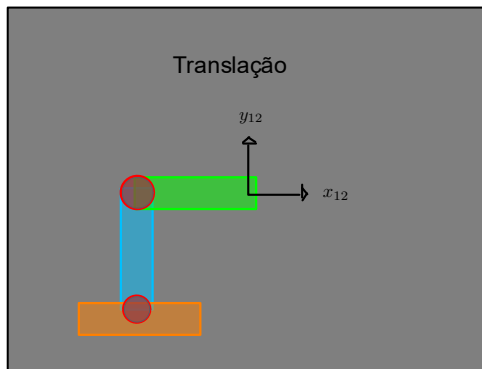 Translação
y₁₂
x₁₂